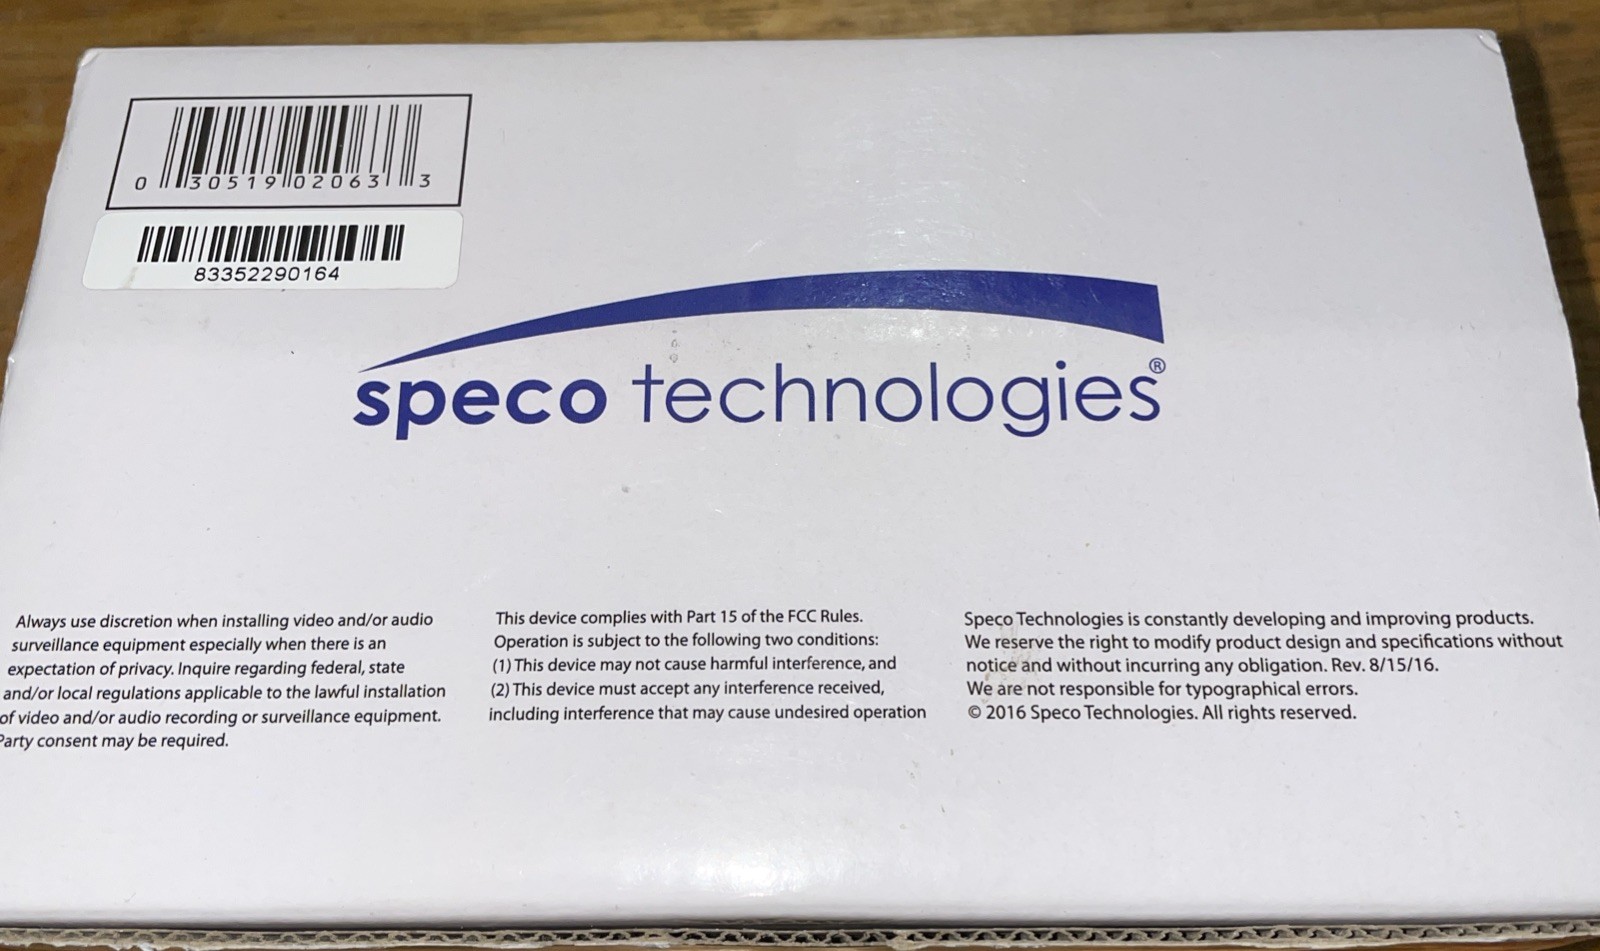 0 30519 02063 3
83352290164
speco technologies®
Always use discretion when installing video and/or audio
surveillance equipment especially when there is an
expectation of privacy. Inquire regarding federal, state
and/or local regulations applicable to the lawful installation
of video and/or audio recording or surveillance equipment.
Party consent may be required.
This device complies with Part 15 of the FCC Rules.
Operation is subject to the following two conditions:
(1) This device may not cause harmful interference, and
(2) This device must accept any interference received,
including interference that may cause undesired operation
Speco Technologies is constantly developing and improving products.
We reserve the right to modify product design and specifications without
notice and without incurring any obligation. Rev. 8/15/16.
We are not responsible for typographical errors.
© 2016 Speco Technologies. All rights reserved.